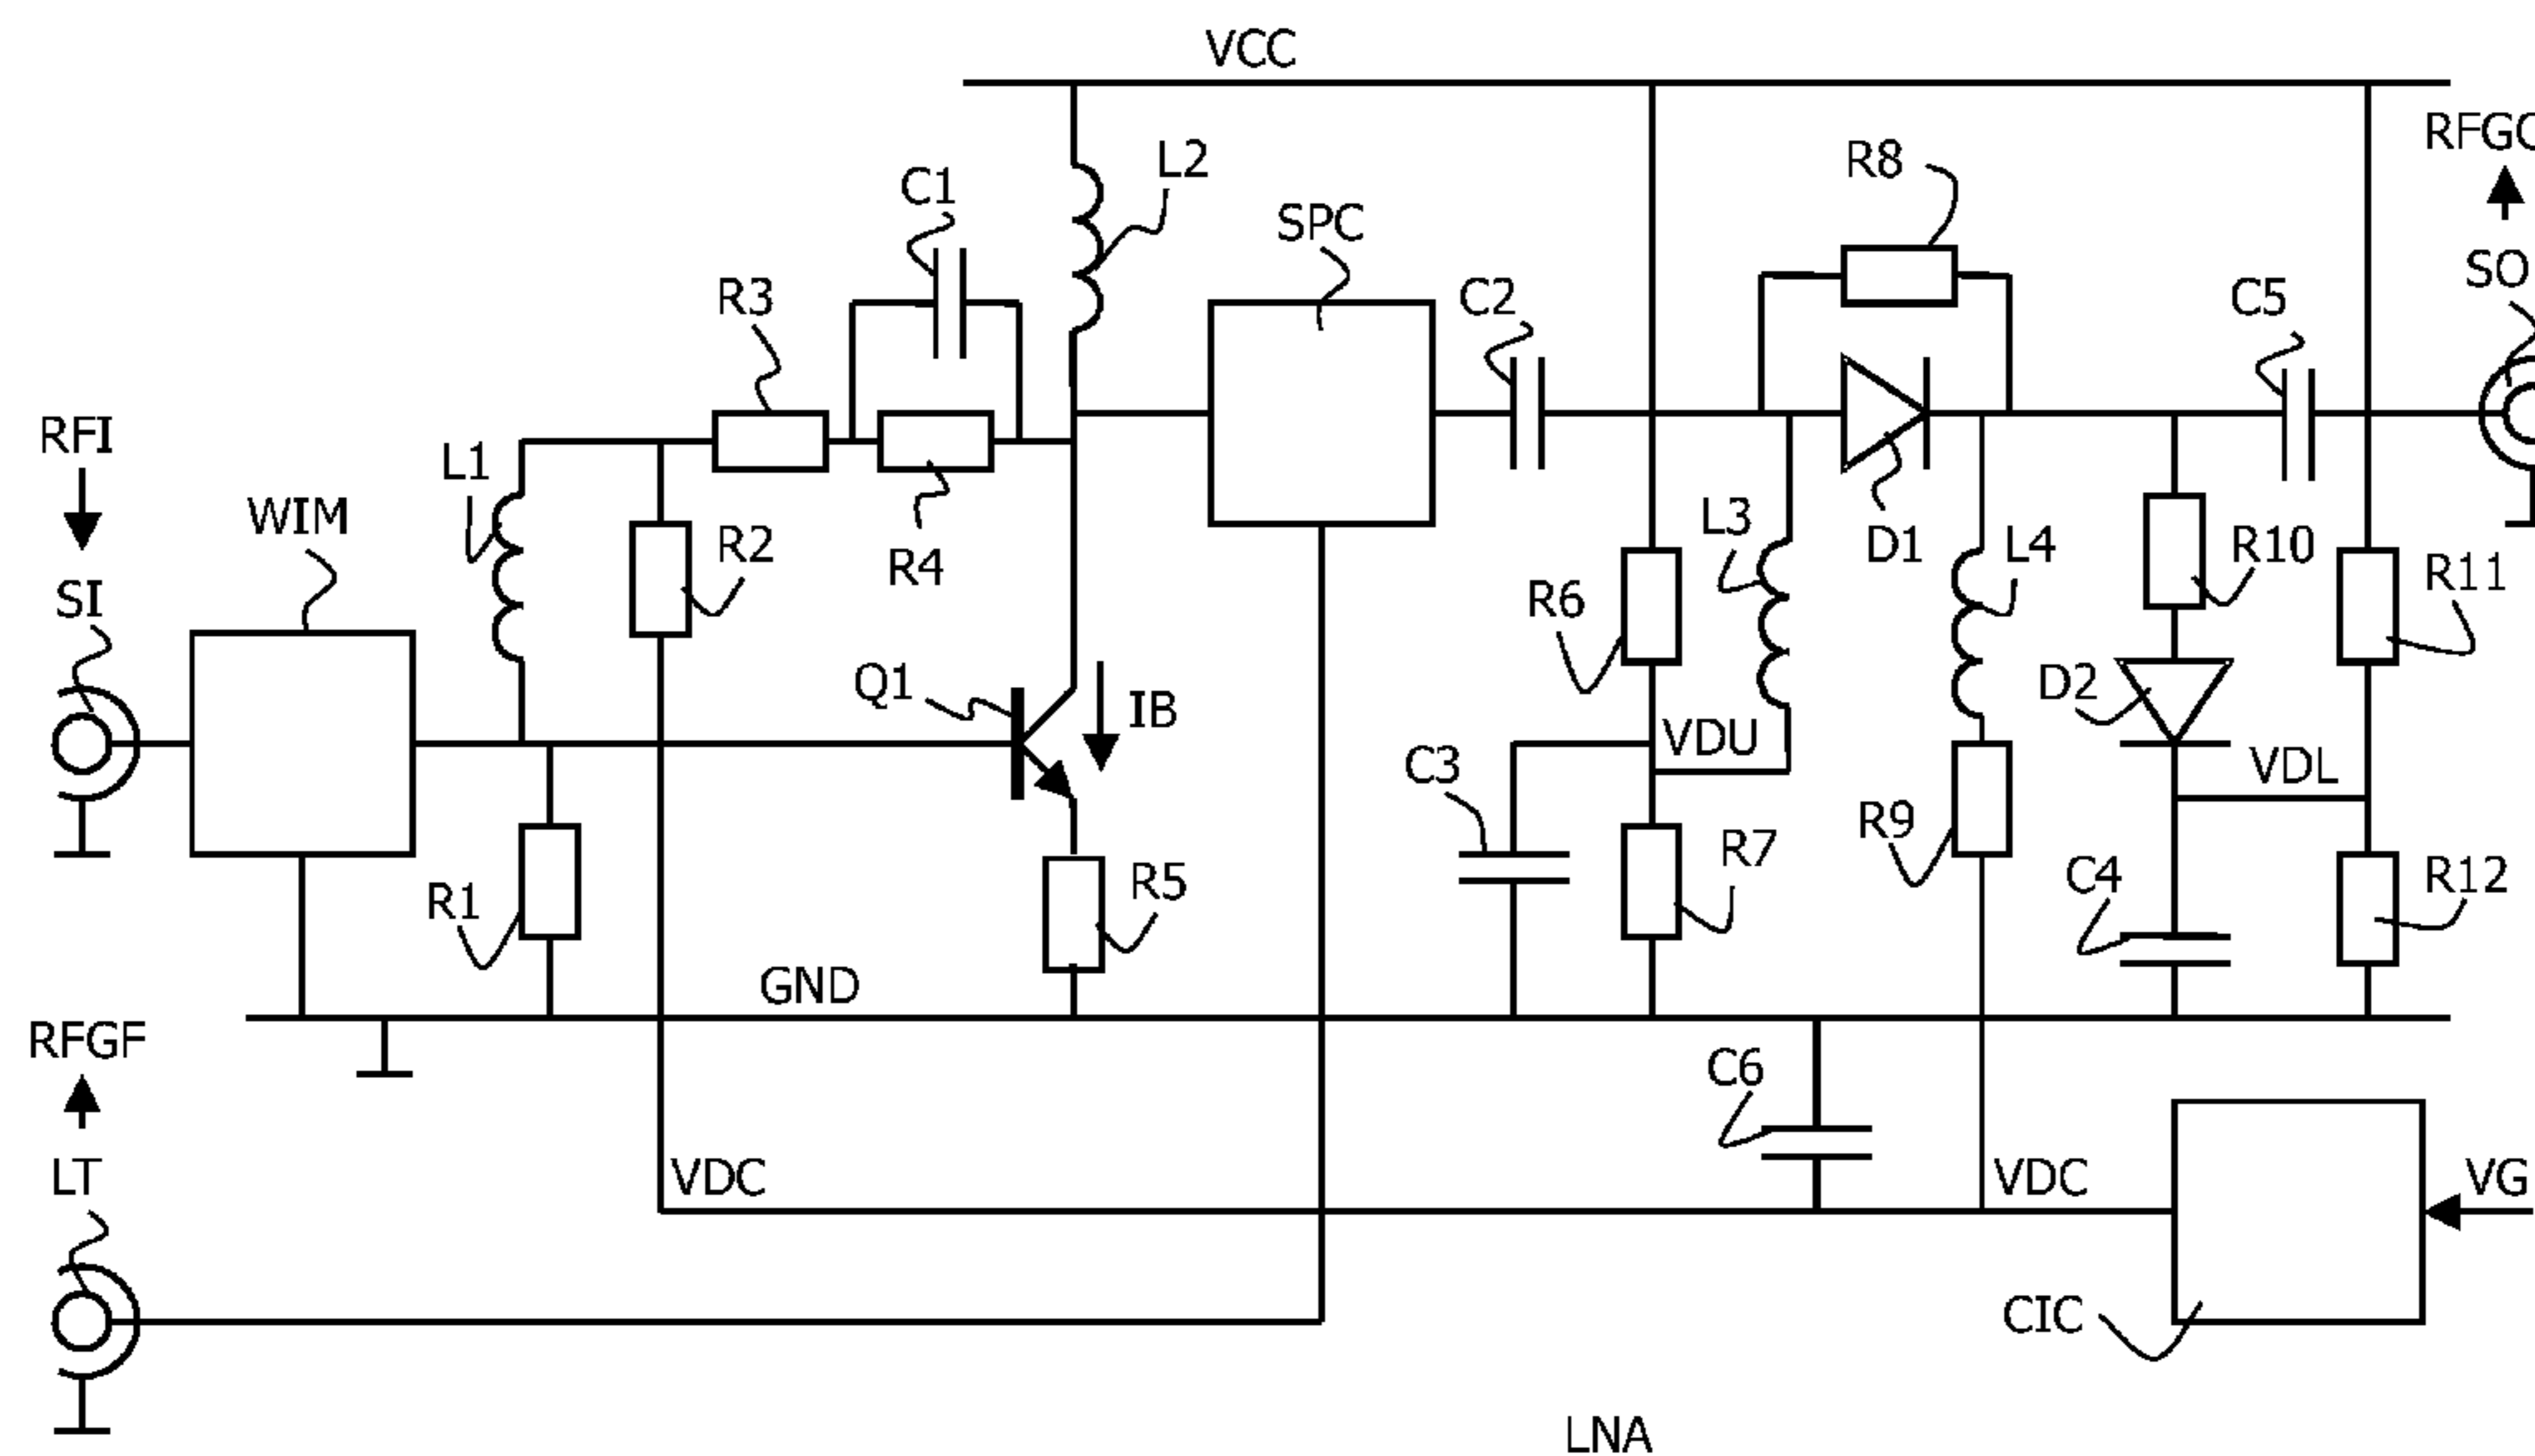 VCC
RFGC
L2
R8
C1
SPC
SO
R3
C2
C5
RFI
L1
WIM
R2
R4
L3
D1
L4
R10
R11
SI
R6
Q1
IB
D2
VDU
VDL
C3
R1
R5
R7
R9
C4
R12
GND
RFGF
C6
LT
VDC
VDC
VG
CIC
LNA